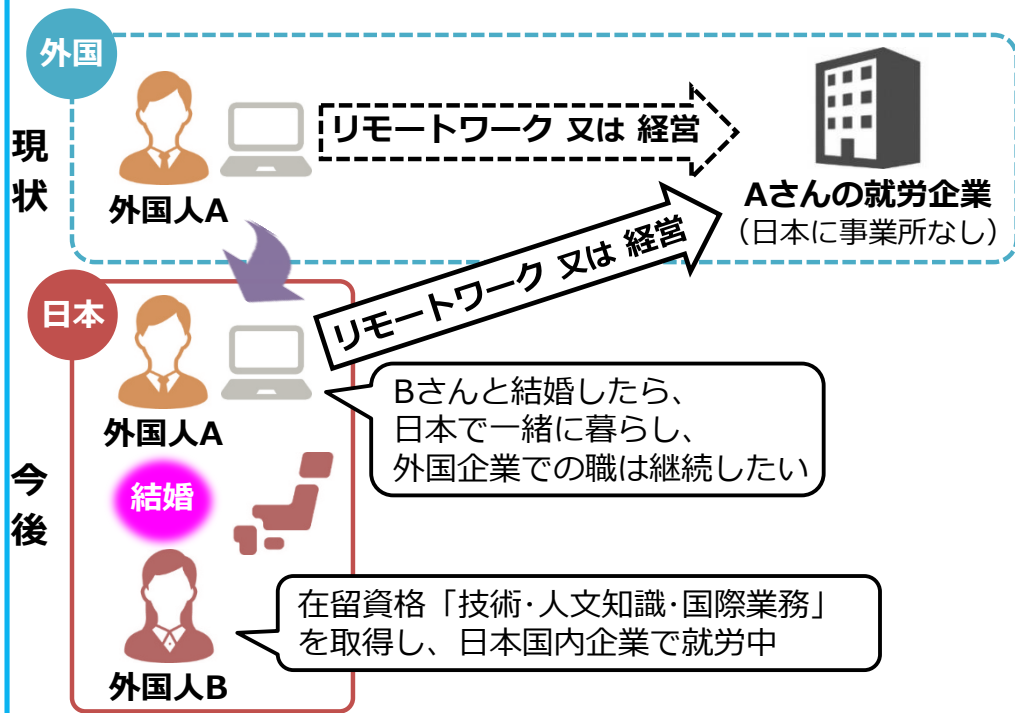 外国
現状
外国人A
リモートワーク 又は 経営
Aさんの就労企業
（日本に事業所なし）
リモートワーク 又は 経営
日本
今後
外国人A
Bさんと結婚したら、
日本で一緒に暮らし、
外国企業での職は継続したい
結婚
外国人B
在留資格「技術･人文知識･国際業務」
を取得し、日本国内企業で就労中